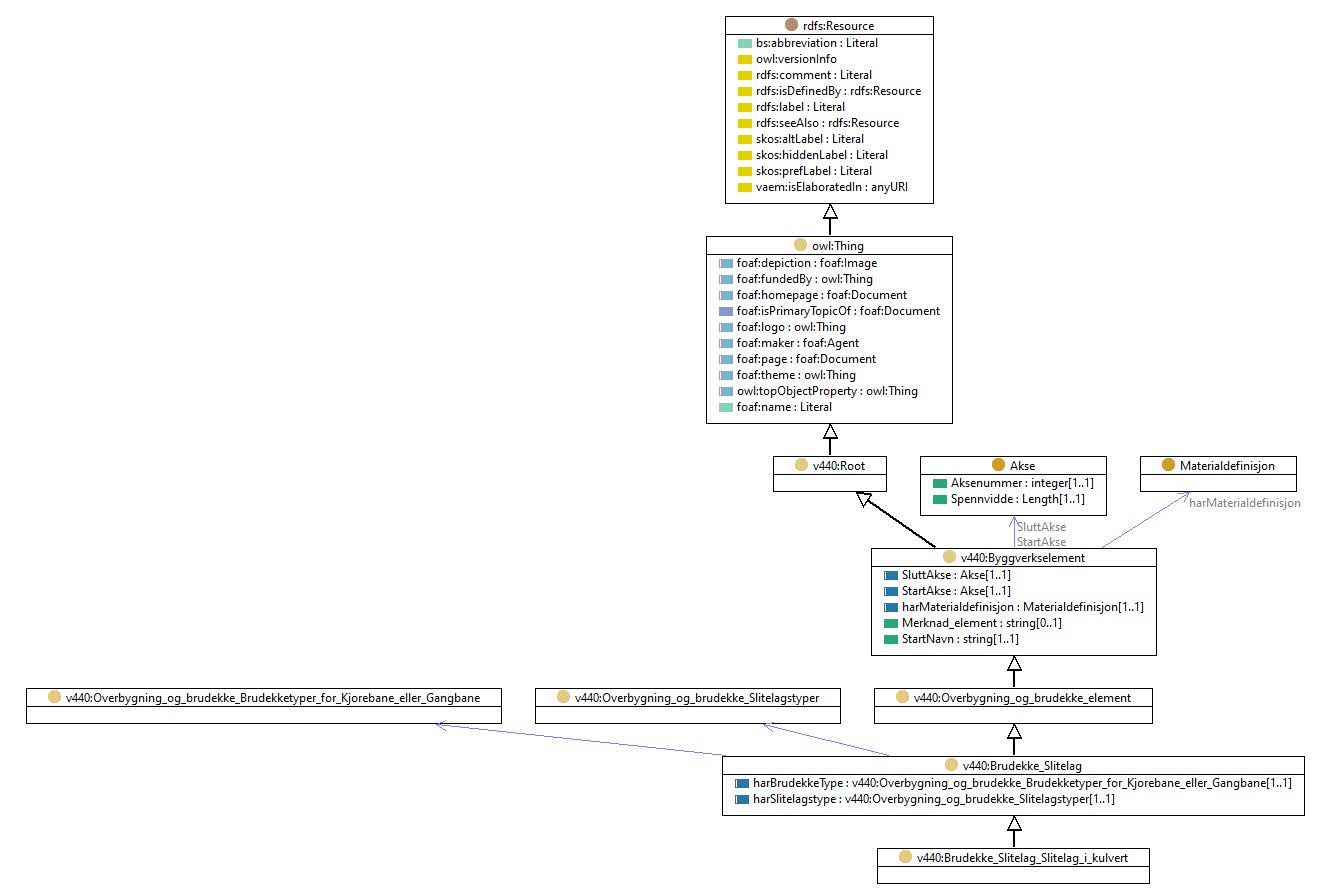 rdfs:Resource
bs:abbreviation : Literal
owl:versionInfo
rdfs:comment : Literal
rdfs:isDefinedBy : rdfs:Resource
rdfs:label : Literal
rdfs:seeAlso : rdfs:Resource
skos:altLabel : Literal
skos:hiddenLabel : Literal
skos:prefLabel : Literal
vaem:isElaboratedIn : anyURI
owl:Thing
foaf:depiction : foaf:Image
foaf:fundedBy : owl:Thing
foaf:homepage : foaf:Document
foaf:isPrimaryTopicOf : foaf:Document
foaf:logo : owl:Thing
foaf:maker : foaf:Agent
foaf:page : foaf:Document
foaf:theme : owl:Thing
owl:topObjectProperty : owl:Thing
foaf:name : Literal
v440:Root
Akse
Aksenummer : integer[1..1]
Spennvidde : Length[1..1]
Materialdefinisjon
harMaterialdefinisjon
SluttAkse
StartAkse
v440:Byggverkselement
SluttAkse : Akse[1..1]
StartAkse : Akse[1..1]
harMaterialdefinisjon : Materialdefinisjon[1..1]
Merknad_element : string[0..1]
StartNavn : string[1..1]
v440:Overbygning_og_brudekke_Brudekketyper_for_Kjorebane_eller_Gangbane
v440:Overbygning_og_brudekke_Slitelagstyper
v440:Overbygning_og_brudekke_element
v440:Brudekke_Slitelag
harBrudekkeType : v440:Overbygning_og_brudekke_Brudekketyper_for_Kjorebane_eller_Gangbane[1..1]
harSlitelagstype : v440:Overbygning_og_brudekke_Slitelagstyper[1..1]
v440:Brudekke_Slitelag_Slitelag_i_kulvert